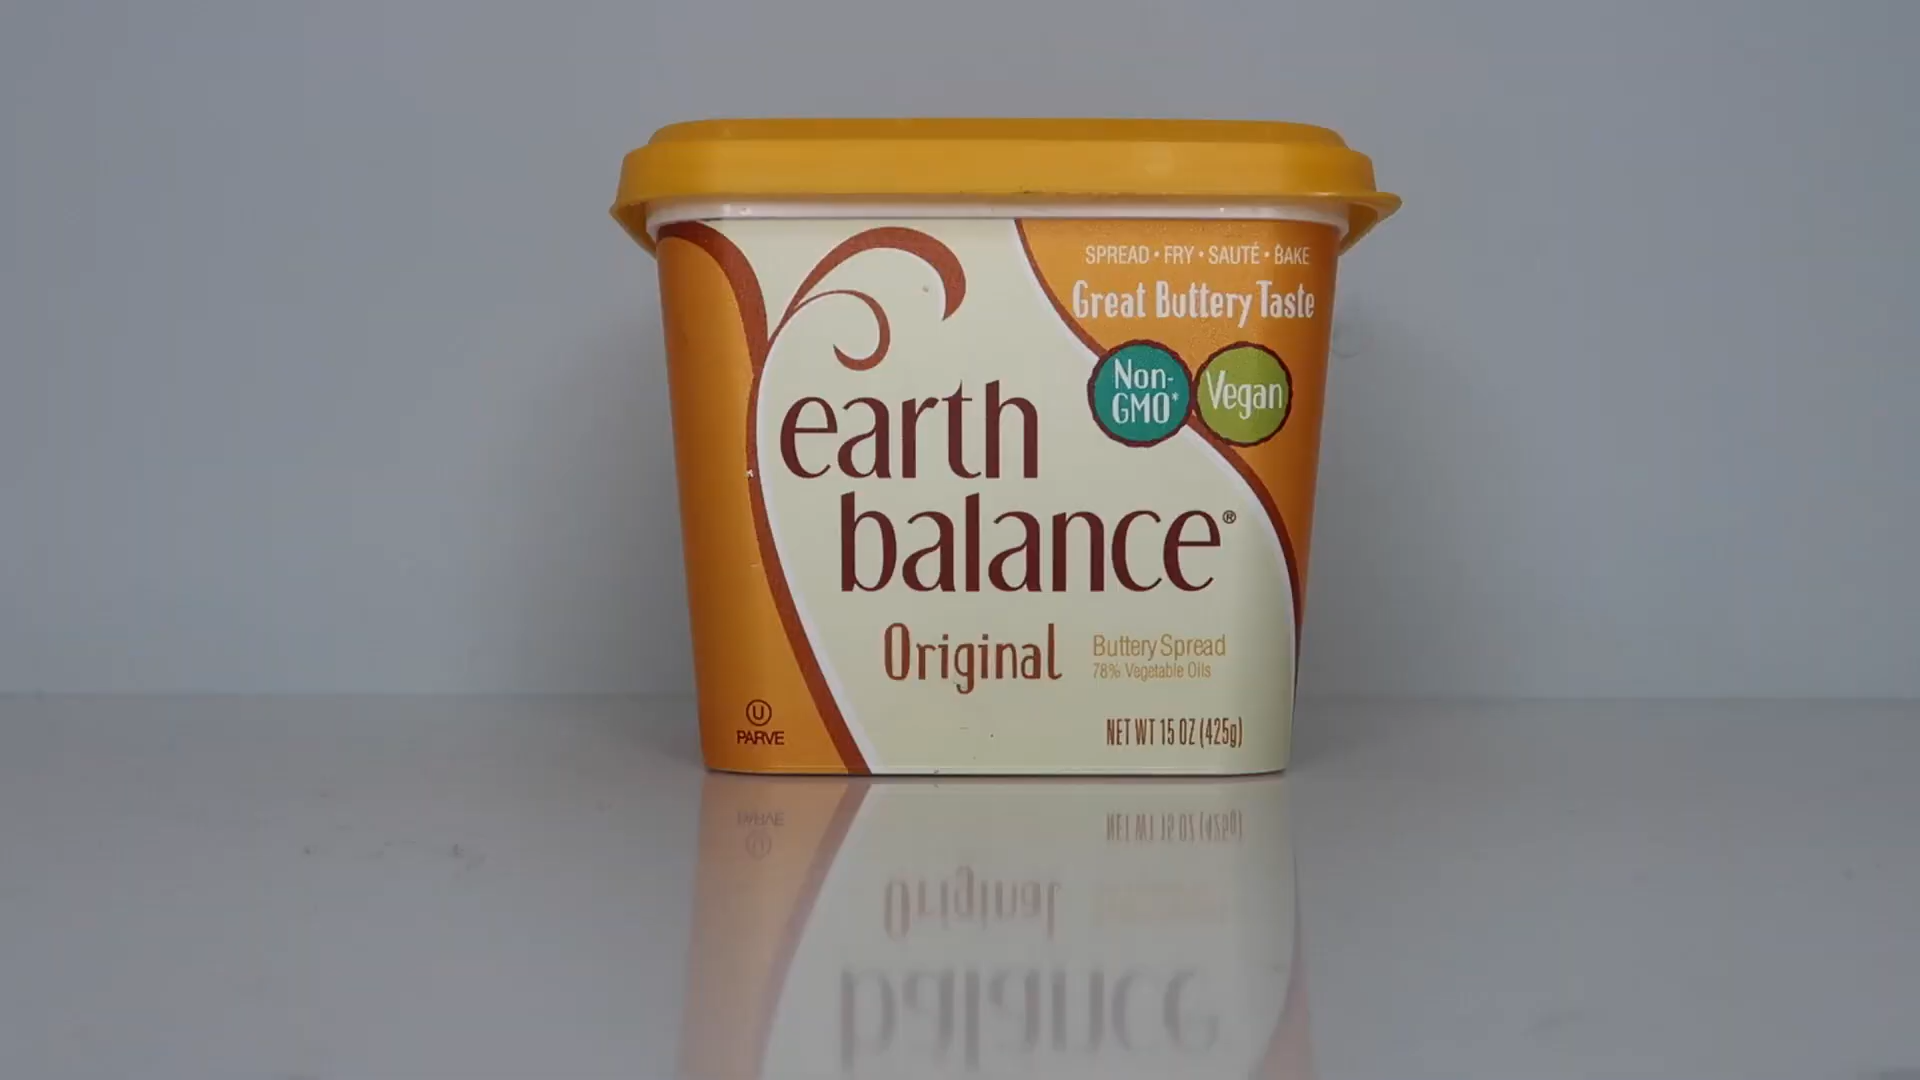 SPREAD • FRY • SAUTÉ • BAKE
Great Buttery Taste
Non-
GMO*
Vegan
earth
balance®
Original
Buttery Spread
78% Vegetable Oils
U
PARVE
NET WT 15 OZ (425g)